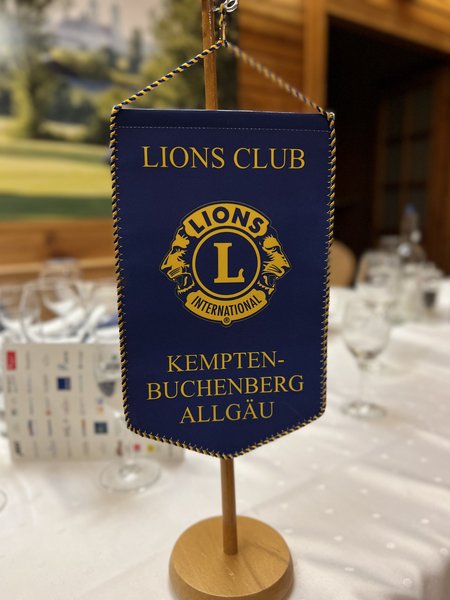 LIONS CLUB
LIONS
L
INTERNATIONAL
®
KEMPTEN-
BUCHENBERG
ALLGÄU